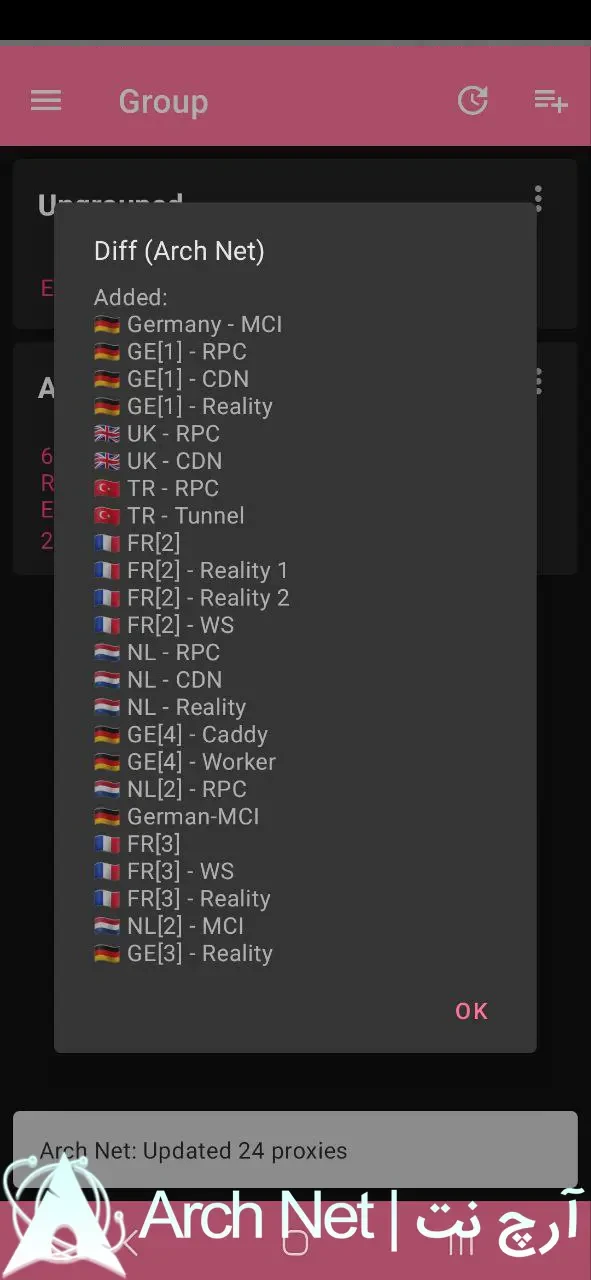 Group
Ungrouped
E
Diff (Arch Net)
Added:
🇩🇪 Germany - MCI
🇩🇪 GE[1] - RPC
🇩🇪 GE[1] - CDN
🇩🇪 GE[1] - Reality
🇬🇧 UK - RPC
🇬🇧 UK - CDN
🇹🇷 TR - RPC
🇹🇷 TR - Tunnel
🇫🇷 FR[2]
🇫🇷 FR[2] - Reality 1
🇫🇷 FR[2] - Reality 2
🇫🇷 FR[2] - WS
🇳🇱 NL - RPC
🇳🇱 NL - CDN
🇳🇱 NL - Reality
🇩🇪 GE[4] - Caddy
🇩🇪 GE[4] - Worker
🇳🇱 NL[2] - RPC
🇩🇪 German-MCI
🇫🇷 FR[3]
🇫🇷 FR[3] - WS
🇫🇷 FR[3] - Reality
🇳🇱 NL[2] - MCI
🇩🇪 GE[3] - Reality
OK
A
6
R
E
2
Arch Net: Updated 24 proxies
Arch Net | آرچ نت